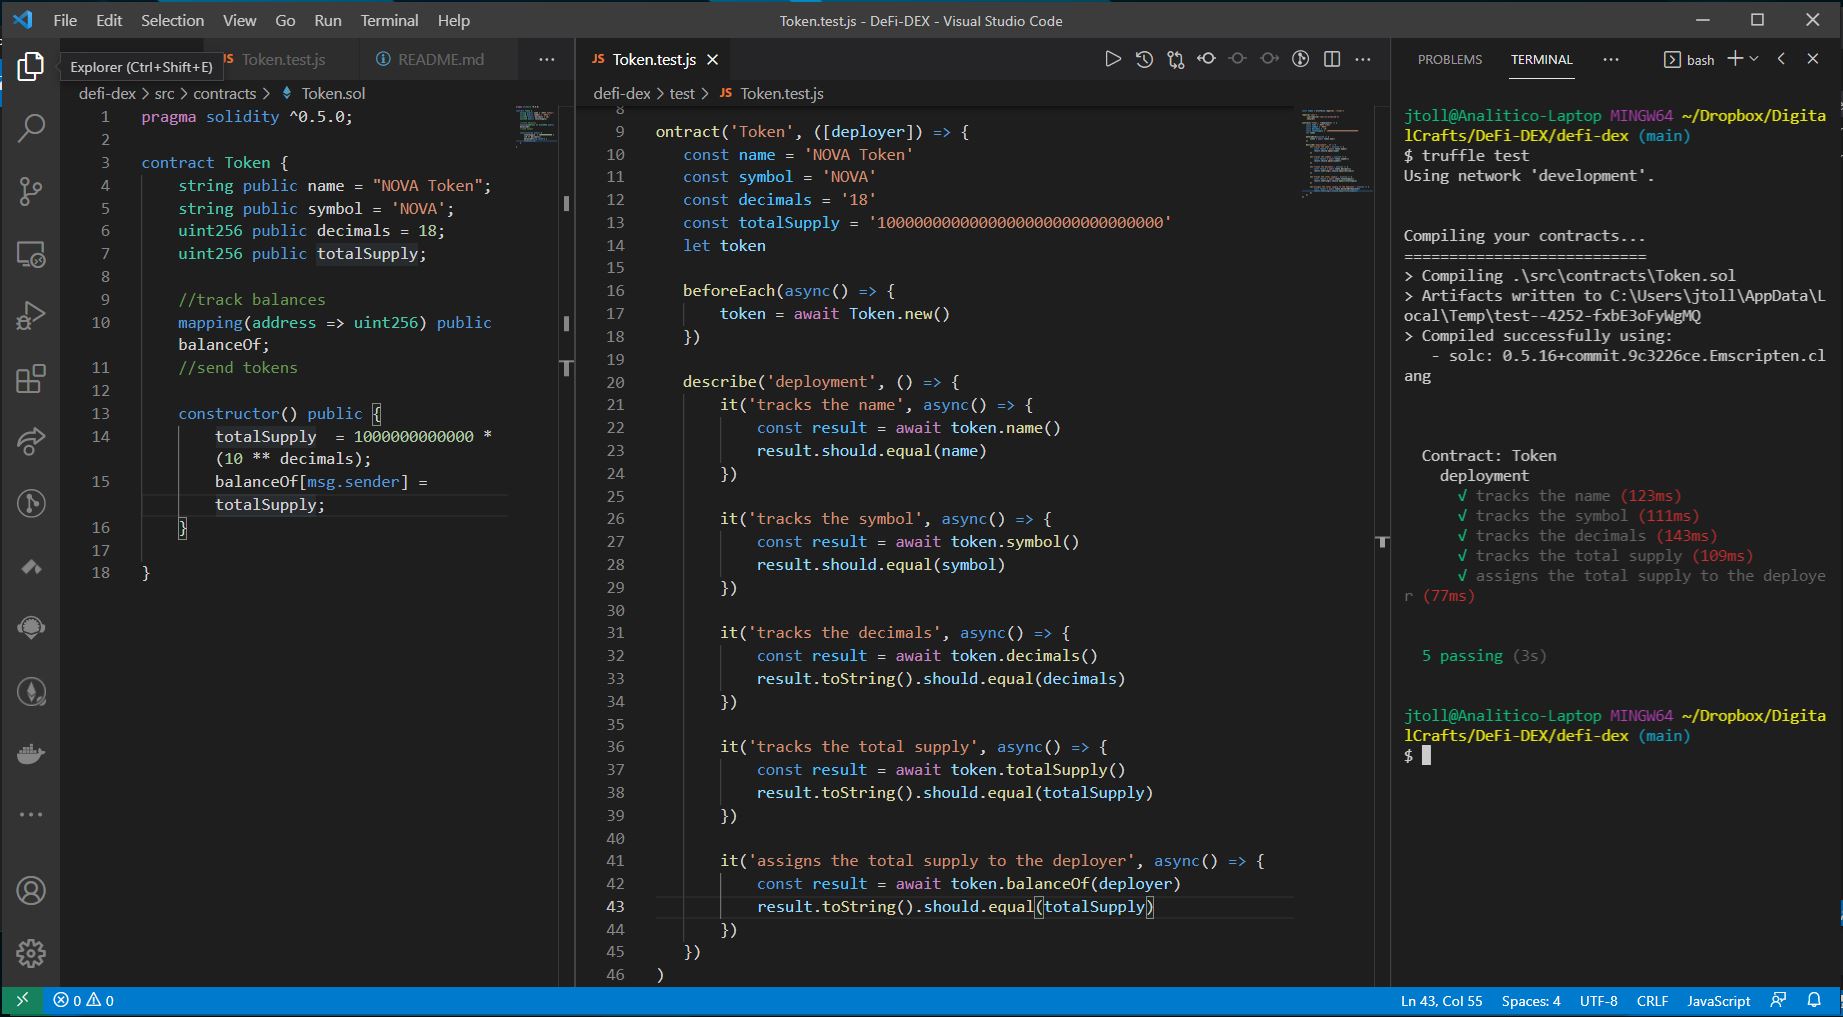 File Edit Selection View Go Run Terminal Help
Token.test.js - DeFi-DEX - Visual Studio Code
Explorer (Ctrl+Shift+E)
JS Token.test.js
README.md
defi-dex > src > contracts > Token.sol
1 pragma solidity ^0.5.0;
2
3 contract Token {
4 string public name = "NOVA Token";
5 string public symbol = 'NOVA';
6 uint256 public decimals = 18;
7 uint256 public totalSupply;
8
9 //track balances
10 mapping(address => uint256) public
balanceOf;
11 //send tokens
12
13 constructor() public {
14 totalSupply = 1000000000000 *
(10 ** decimals);
15 balanceOf[msg.sender] =
totalSupply;
16 }
17
18 }
JS Token.test.js
defi-dex > test > JS Token.test.js
8
9 ontract('Token', ([deployer]) => {
10 const name = 'NOVA Token'
11 const symbol = 'NOVA'
12 const decimals = '18'
13 const totalSupply = '1000000000000000000000000000000'
14 let token
15
16 beforeEach(async() => {
17 token = await Token.new()
18 })
19
20 describe('deployment', () => {
21 it('tracks the name', async() => {
22 const result = await token.name()
23 result.should.equal(name)
24 })
25
26 it('tracks the symbol', async() => {
27 const result = await token.symbol()
28 result.should.equal(symbol)
29 })
30
31 it('tracks the decimals', async() => {
32 const result = await token.decimals()
33 result.toString().should.equal(decimals)
34 })
35
36 it('tracks the total supply', async() => {
37 const result = await token.totalSupply()
38 result.toString().should.equal(totalSupply)
39 })
40
41 it('assigns the total supply to the deployer', async() => {
42 const result = await token.balanceOf(deployer)
43 result.toString().should.equal(totalSupply)
44 })
45 })
46 )
PROBLEMS TERMINAL
bash
jtoll@Analitico-Laptop MINGW64 ~/Dropbox/Digita
lCrafts/DeFi-DEX/defi-dex (main)
$ truffle test
Using network 'development'.
Compiling your contracts...
===========================
> Compiling .\src\contracts\Token.sol
> Artifacts written to C:\Users\jtoll\AppData\L
ocal\Temp\test--4252-fxbE3oFyWgMQ
> Compiled successfully using:
- solc: 0.5.16+commit.9c3226ce.Emscripten.cl
ang
Contract: Token
deployment
√ tracks the name (123ms)
√ tracks the symbol (111ms)
√ tracks the decimals (143ms)
√ tracks the total supply (109ms)
√ assigns the total supply to the deploye
r (77ms)
5 passing (3s)
jtoll@Analitico-Laptop MINGW64 ~/Dropbox/Digita
lCrafts/DeFi-DEX/defi-dex (main)
$
0 0
Ln 43, Col 55 Spaces: 4 UTF-8 CRLF JavaScript